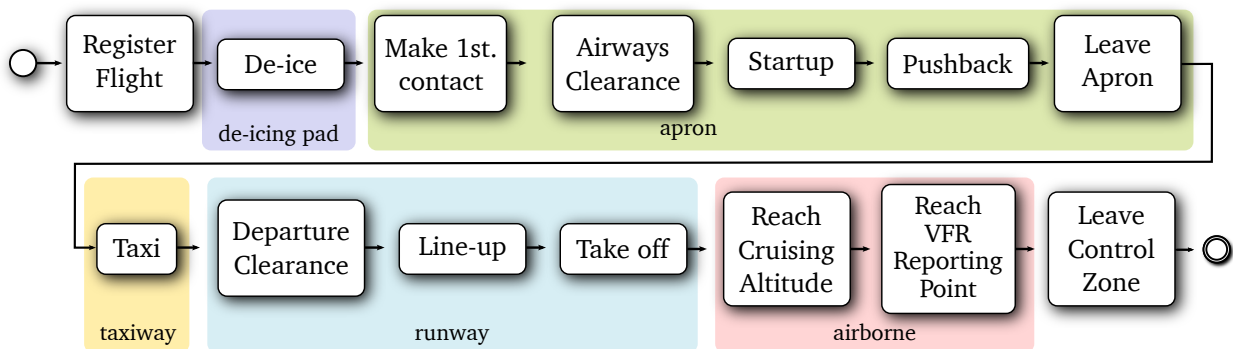 Register
Flight
De-ice
de-icing pad
Make 1st.
contact
Airways
Clearance
Startup
Pushback
Leave
Apron
apron
Taxi
taxiway
Departure
Clearance
Line-up
Take off
runway
Reach
Cruising
Altitude
Reach
VFR
Reporting
Point
airborne
Leave
Control
Zone